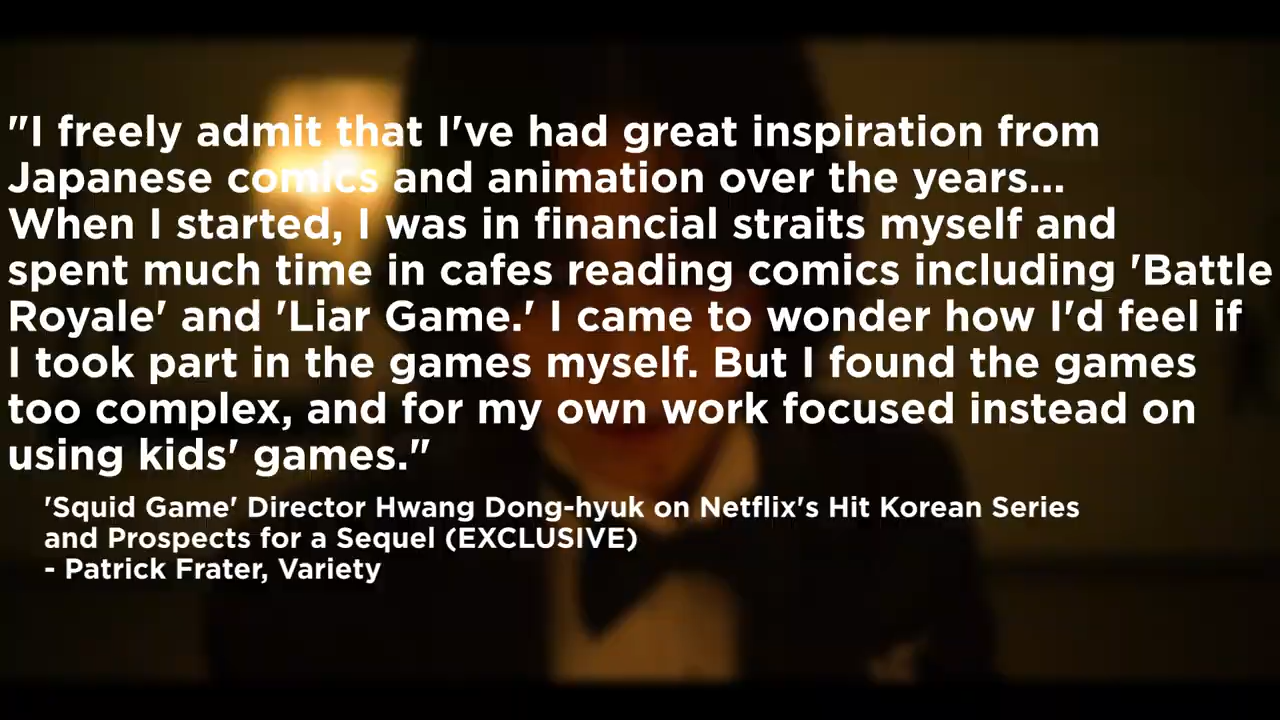 "I freely admit that I've had great inspiration from
Japanese comics and animation over the years...
When I started, I was in financial straits myself and
spent much time in cafes reading comics including 'Battle
Royale' and 'Liar Game.' I came to wonder how I'd feel if
I took part in the games myself. But I found the games
too complex, and for my own work focused instead on
using kids' games."
'Squid Game' Director Hwang Dong-hyuk on Netflix's Hit Korean Series
and Prospects for a Sequel (EXCLUSIVE)
- Patrick Frater, Variety